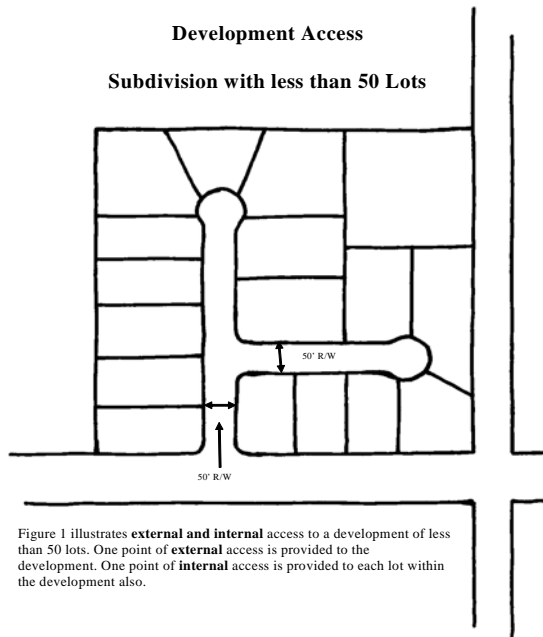 Development Access
Subdivision with less than 50 Lots
50' R/W
50' R/W
Figure 1 illustrates external and internal access to a development of less
than 50 lots. One point of external access is provided to the
development. One point of internal access is provided to each lot within
the development also.